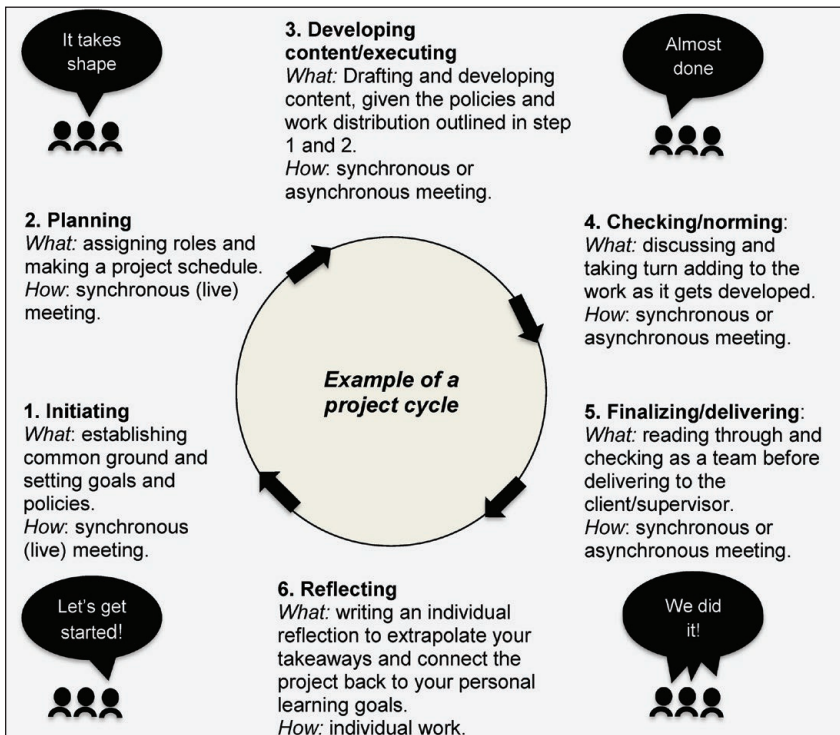 It takes
shape
3. Developing
content/executing
What: Drafting and developing
content, given the policies and
work distribution outlined in step
1 and 2.
How: synchronous or
asynchronous meeting.
Almost
done
2. Planning
What: assigning roles and
making a project schedule.
How: synchronous (live)
meeting.
4. Checking/norming:
What: discussing and
taking turn adding to the
work as it gets developed.
How: synchronous or
asynchronous meeting.
Example of a
project cycle
1. Initiating
What: establishing
common ground and
setting goals and
policies.
How: synchronous
(live) meeting.
5. Finalizing/delivering:
What: reading through and
checking as a team before
delivering to the
client/supervisor.
How: synchronous or
asynchronous meeting.
Let's get
started!
6. Reflecting
What: writing an individual
reflection to extrapolate your
takeaways and connect the
project back to your personal
learning goals.
How: individual work.
We did
it!